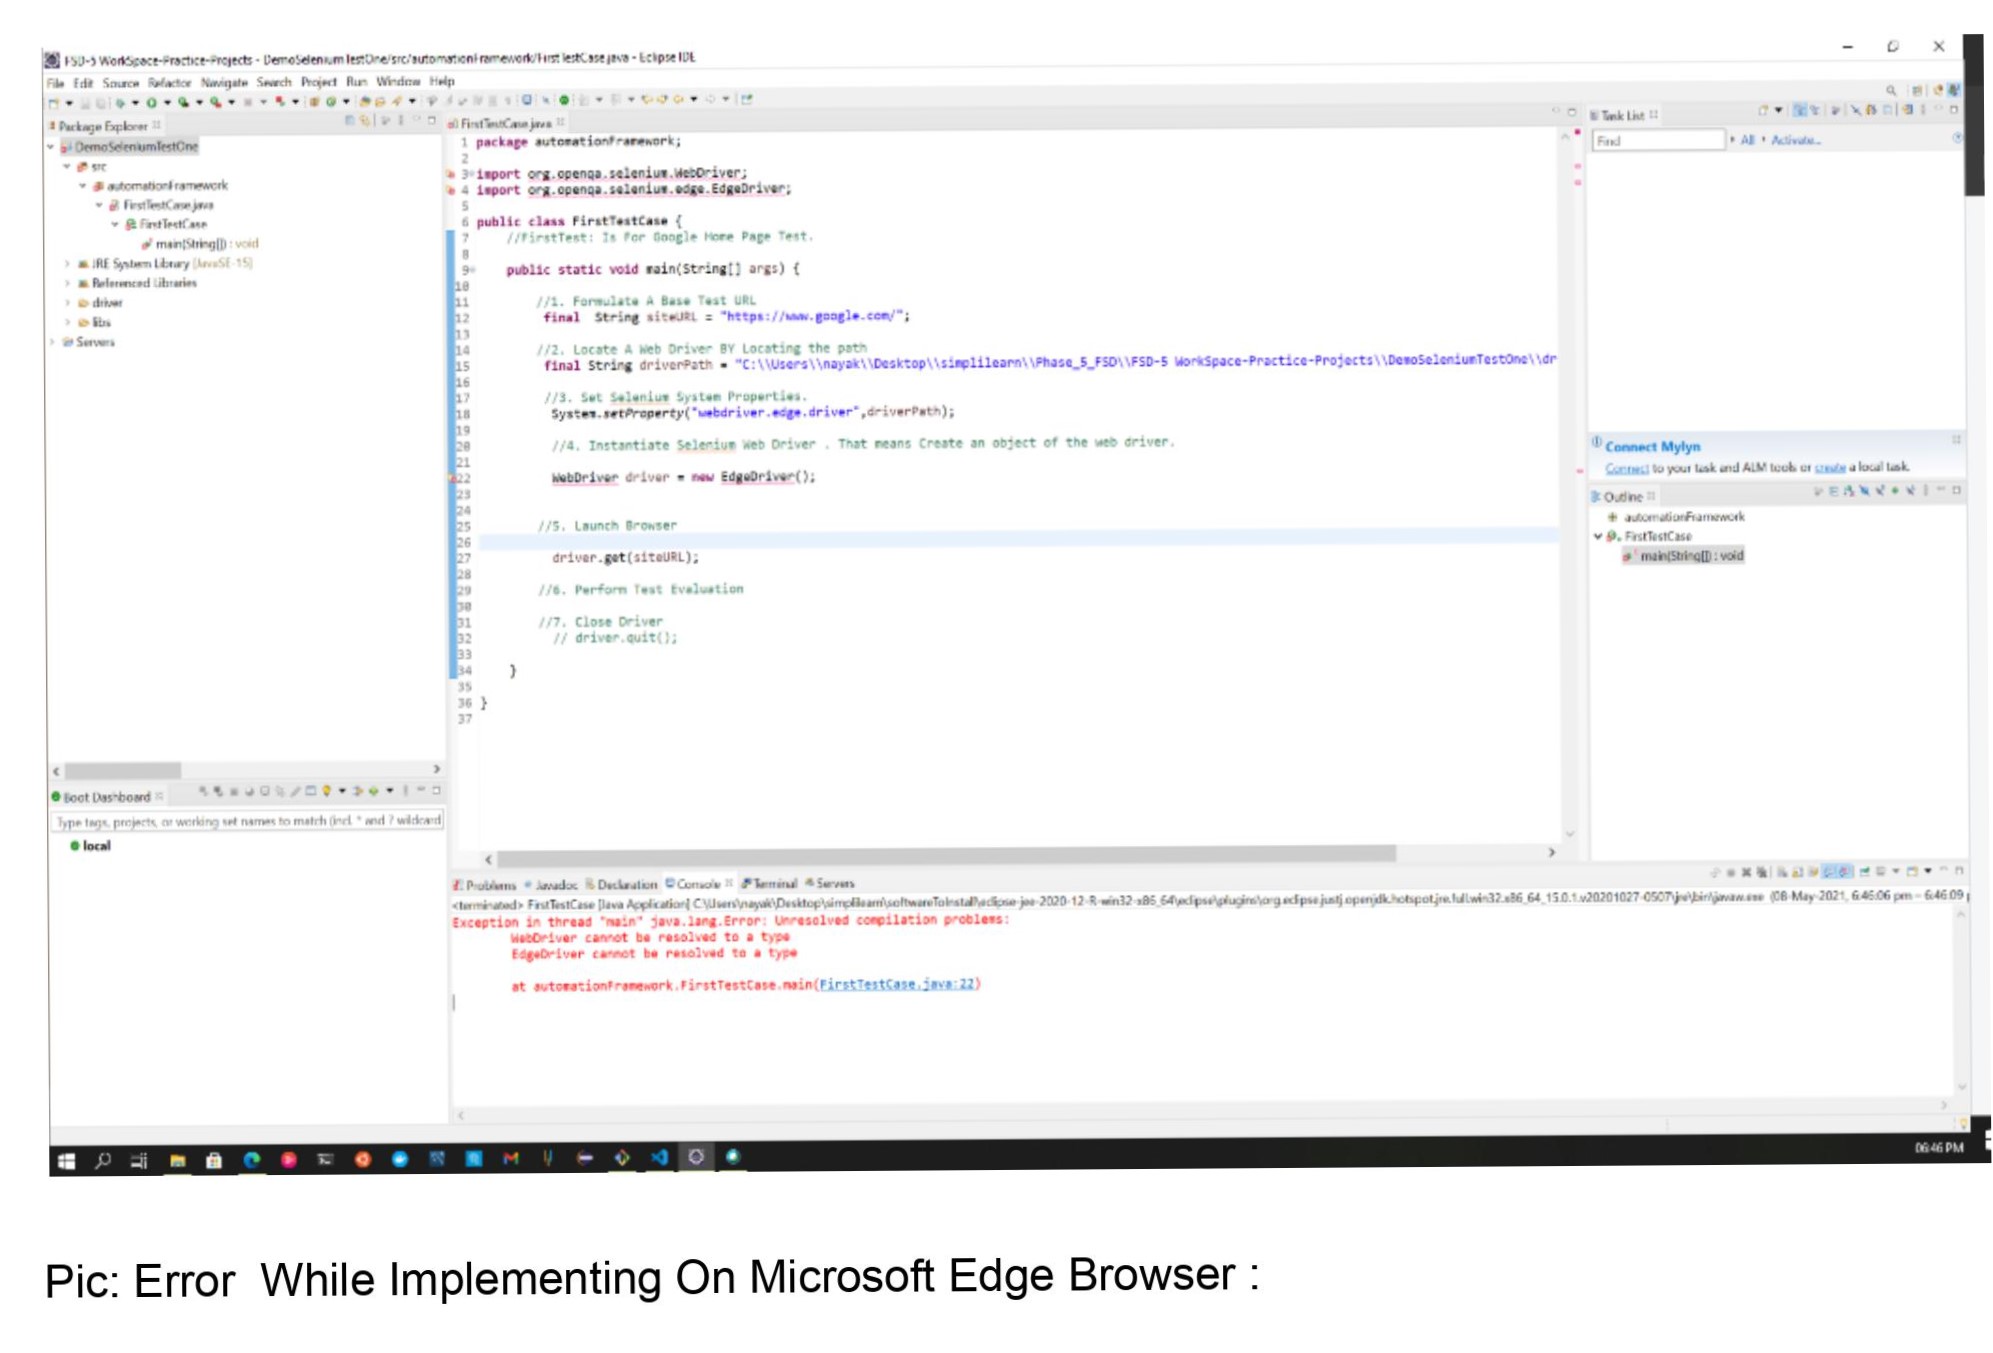 FSD-5 WorkSpace-Practice-Projects - DemoSeleniumTestOne/src/automationFramework/FirstTestCase.java - Eclipse IDE
File Edit Source Refactor Navigate Search Project Run Window Help
Package Explorer
DemoSeleniumTestOne
src
automationFramework
FirstTestCase.java
FirstTestCase
main(String[]) : void
JRE System Library [JavaSE-15]
Referenced Libraries
driver
libs
Servers
Boot Dashboard
Type tags, projects, or working set names to match (incl. * and ? wildcard
local
FirstTestCase.java
1 package automationFramework;
2
3 import org.openqa.selenium.WebDriver;
4 import org.openqa.selenium.edge.EdgeDriver;
5
6 public class FirstTestCase {
7 //FirstTest: Is For Google Home Page Test.
8
9 public static void main(String[] args) {
10
11 //1. Formulate A Base Test URL
12 final String siteURL = "https://www.google.com/";
13
14 //2. Locate A Web Driver BY Locating the path
15 final String driverPath = "C:\\Users\\nayak\\Desktop\\simplilearn\\Phase_5_FSD\\FSD-5 WorkSpace-Practice-Projects\\DemoSeleniumTestOne\\dr
16
17 //3. Set Selenium System Properties.
18 System.setProperty("webdriver.edge.driver",driverPath);
19
20 //4. Instantiate Selenium Web Driver . That means Create an object of the web driver.
21
22 WebDriver driver = new EdgeDriver();
23
24
25 //5. Launch Browser
26
27 driver.get(siteURL);
28
29 //6. Perform Test Evaluation
30
31 //7. Close Driver
32 // driver.quit();
33
34 }
35
36 }
37
Task List
Find All Activate...
Connect Mylyn
Connect to your task and ALM tools or create a local task.
Outline
automationFramework
FirstTestCase
main(String[]) : void
Problems Javadoc Declaration Console Terminal Servers
<terminated> FirstTestCase [Java Application] C:\Users\nayak\Desktop\simplilearn\softwareToInstall\eclipse-jee-2020-12-R-win32-x86_64\eclipse\plugins\org.eclipse.justj.openjdk.hotspot.jre.full.win32.x86_64_15.0.1.v20201027-0507\jre\bin\javaw.exe (08-May-2021, 6:46:06 pm – 6:46:09 p
Exception in thread "main" java.lang.Error: Unresolved compilation problems:
WebDriver cannot be resolved to a type
EdgeDriver cannot be resolved to a type
at automationFramework.FirstTestCase.main(FirstTestCase.java:22)
06:46 PM
Pic: Error While Implementing On Microsoft Edge Browser :